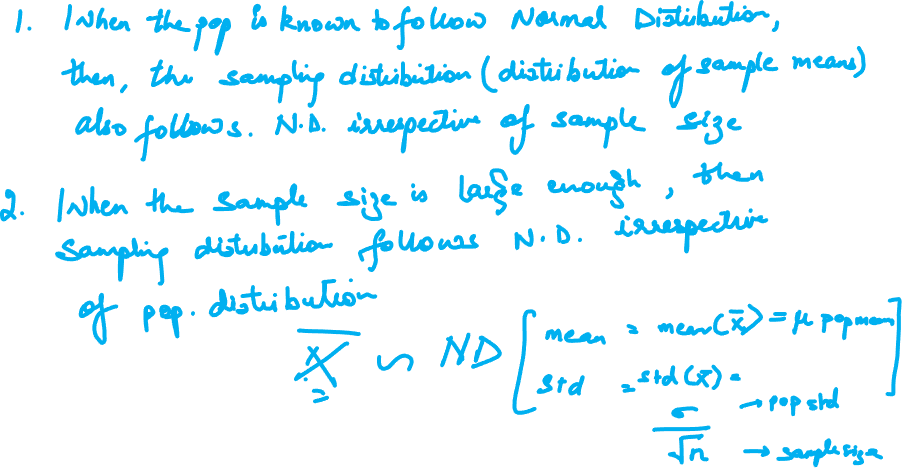 1. When the pop is known to follow Normal Distribution,
then, the sampling distribution (distribution of sample means)
also follows. N.D. irrespective of sample size
2. When the sample size is large enough, then
Sampling distribution follows N.D. irrespective
of pop. distribution
X̅ ∽ ND [ mean = mean(x̅) = μ pop mean ]
Std = std(x̅) =
σ → pop std
√n → sample size